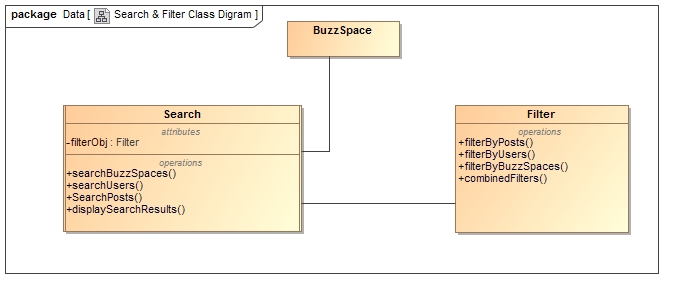 package Data [ Search & Filter Class Digram ]
BuzzSpace
Search
attributes
-filterObj : Filter
operations
+searchBuzzSpaces()
+searchUsers()
+SearchPosts()
+displaySearchResults()
Filter
operations
+filterByPosts()
+filterByUsers()
+filterByBuzzSpaces()
+combinedFilters()